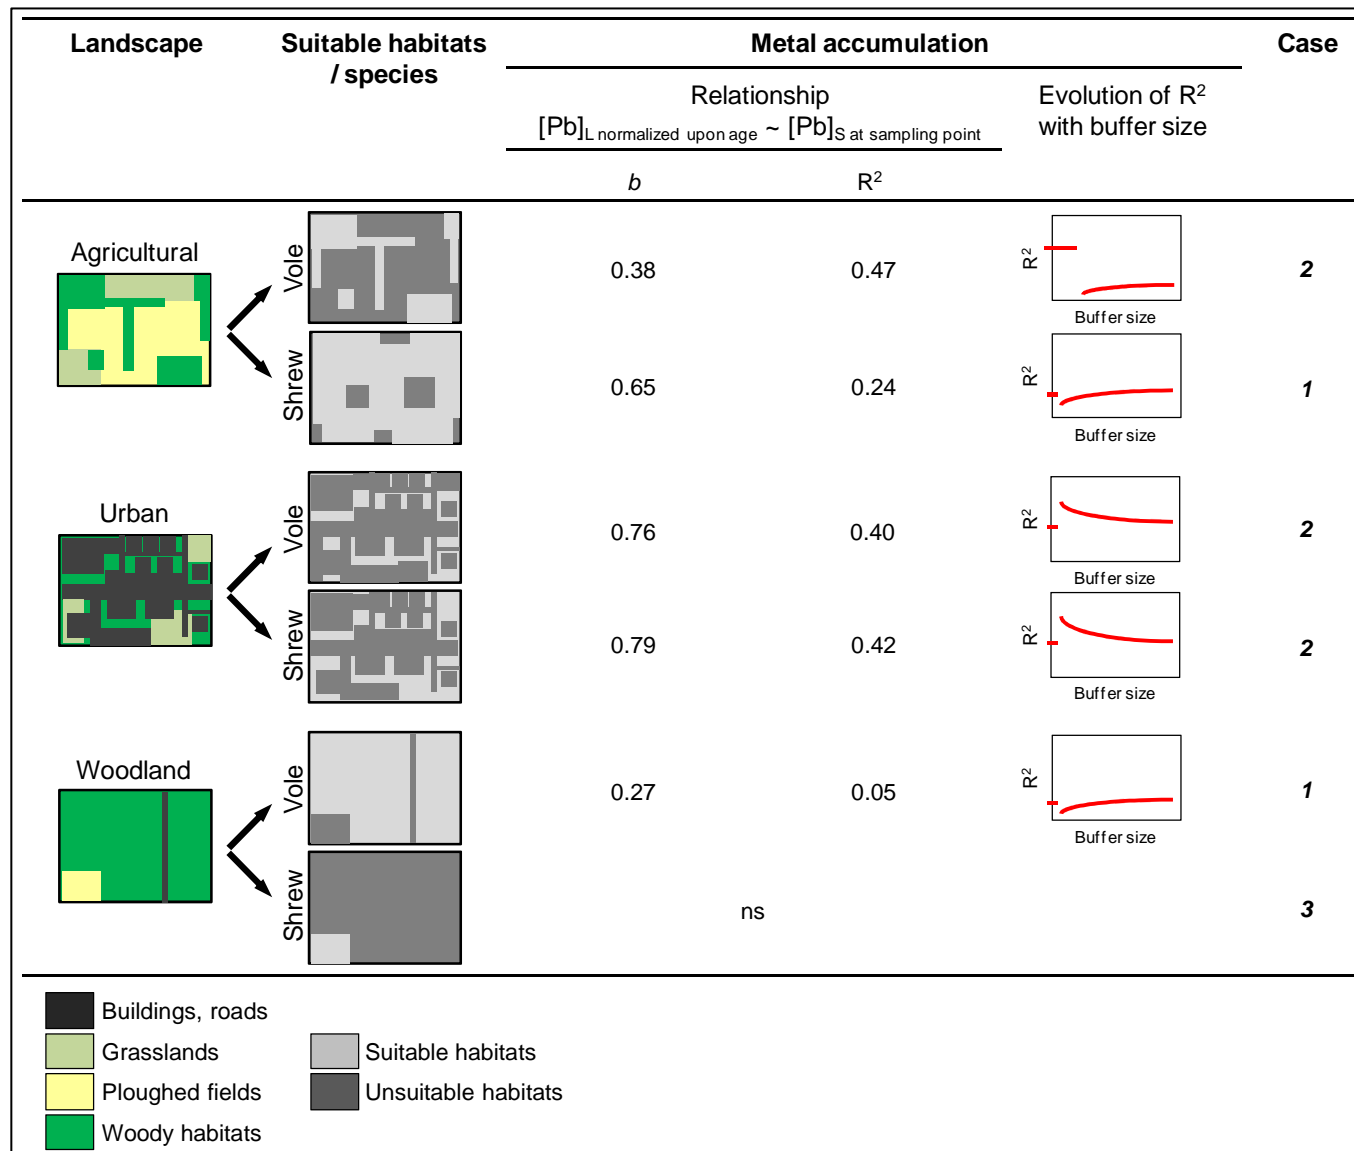 Landscape
Suitable habitats
/ species
Metal accumulation
Case
Relationship
[Pb]L normalized upon age ~ [Pb]S at sampling point
Evolution of R2
with buffer size
b
R2
Agricultural
Vole
0.38
0.47
R2
Buffer size
2
Shrew
0.65
0.24
R2
Buffer size
1
Urban
Vole
0.76
0.40
R2
Buffer size
2
Shrew
0.79
0.42
R2
Buffer size
2
Woodland
Vole
0.27
0.05
R2
Buffer size
1
Shrew
ns
3
Buildings, roads
Grasslands
Suitable habitats
Ploughed fields
Unsuitable habitats
Woody habitats